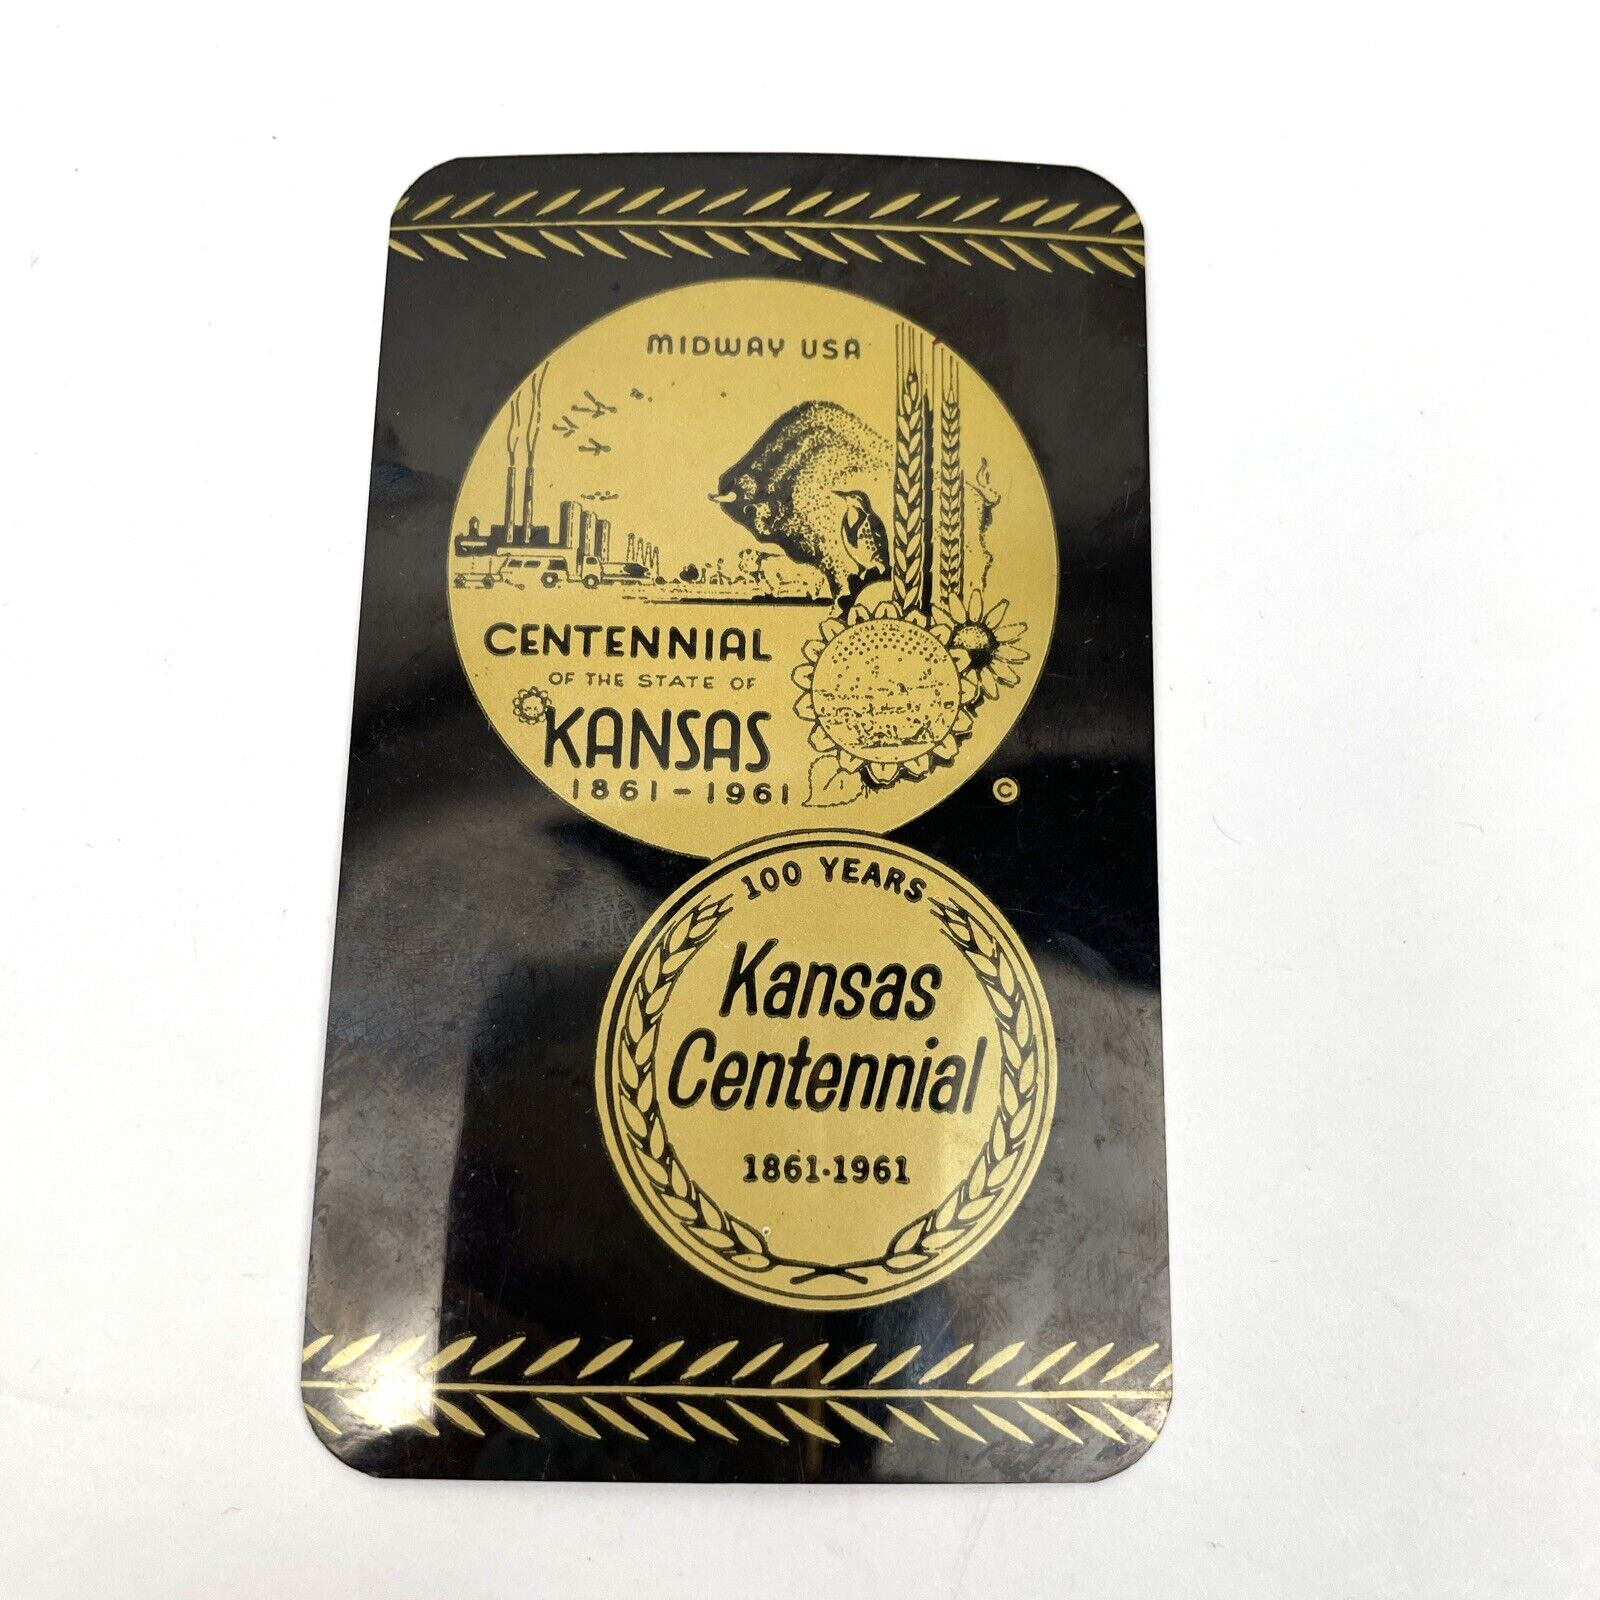 MIDWAY USA
CENTENNIAL
OF THE STATE OF
KANSAS
1861-1961
©
100 YEARS
Kansas
Centennial
1861·1961